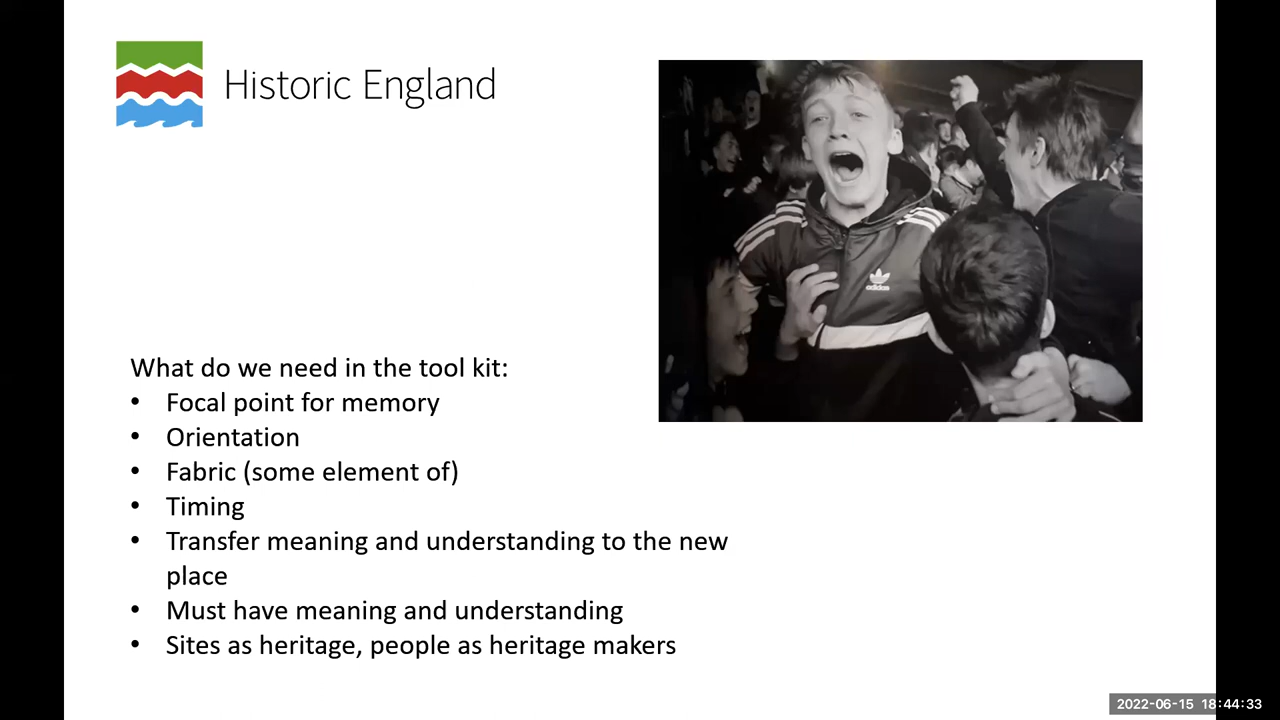 Historic England
adidas
What do we need in the tool kit:
• Focal point for memory
• Orientation
• Fabric (some element of)
• Timing
• Transfer meaning and understanding to the new
place
• Must have meaning and understanding
• Sites as heritage, people as heritage makers
2022-06-15 18:44:33